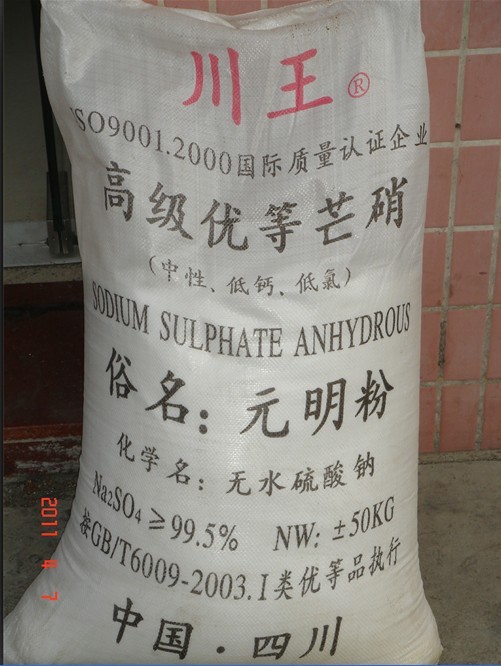 川王®
ISO9001.2000国际质量认证企业
高级优等芒硝
(中性、低钙、低氯)
SODIUM SULPHATE ANHYDROUS
俗名：元明粉
化学名：无水硫酸钠
Na₂SO₄≥99.5% NW: ±50KG
按GB/T6009-2003.I类优等品执行
中国·四川
2011 4 7